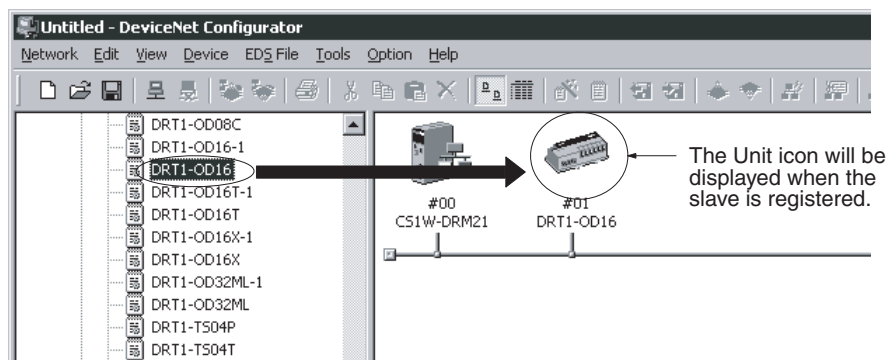 Untitled - DeviceNet Configurator
Network Edit View Device EDS File Tools Option Help
DRT1-OD08C
DRT1-OD16-1
DRT1-OD16
DRT1-OD16T-1
DRT1-OD16T
DRT1-OD16X-1
DRT1-OD16X
DRT1-OD32ML-1
DRT1-OD32ML
DRT1-TS04P
DRT1-TS04T
#00
CS1W-DRM21
#01
DRT1-OD16
The Unit icon will be
displayed when the
slave is registered.